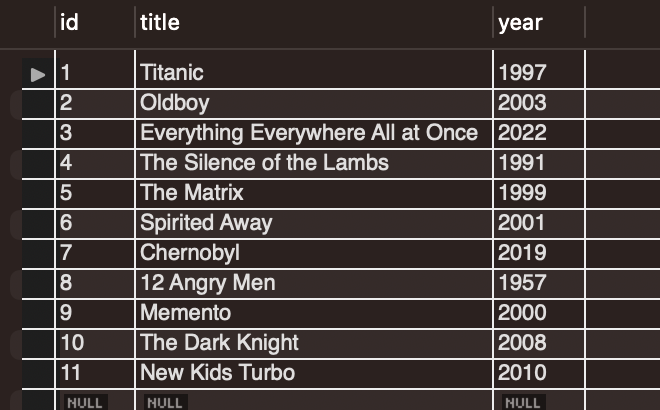 id title year
1 Titanic 1997
2 Oldboy 2003
3 Everything Everywhere All at Once 2022
4 The Silence of the Lambs 1991
5 The Matrix 1999
6 Spirited Away 2001
7 Chernobyl 2019
8 12 Angry Men 1957
9 Memento 2000
10 The Dark Knight 2008
11 New Kids Turbo 2010
NULL NULL NULL